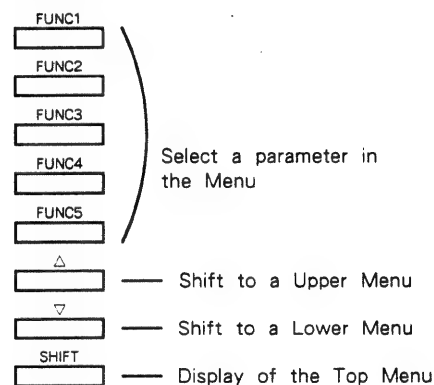 FUNC1
FUNC2
FUNC3
FUNC4
FUNC5
Select a parameter in
the Menu
△
Shift to a Upper Menu
▽
Shift to a Lower Menu
SHIFT
Display of the Top Menu